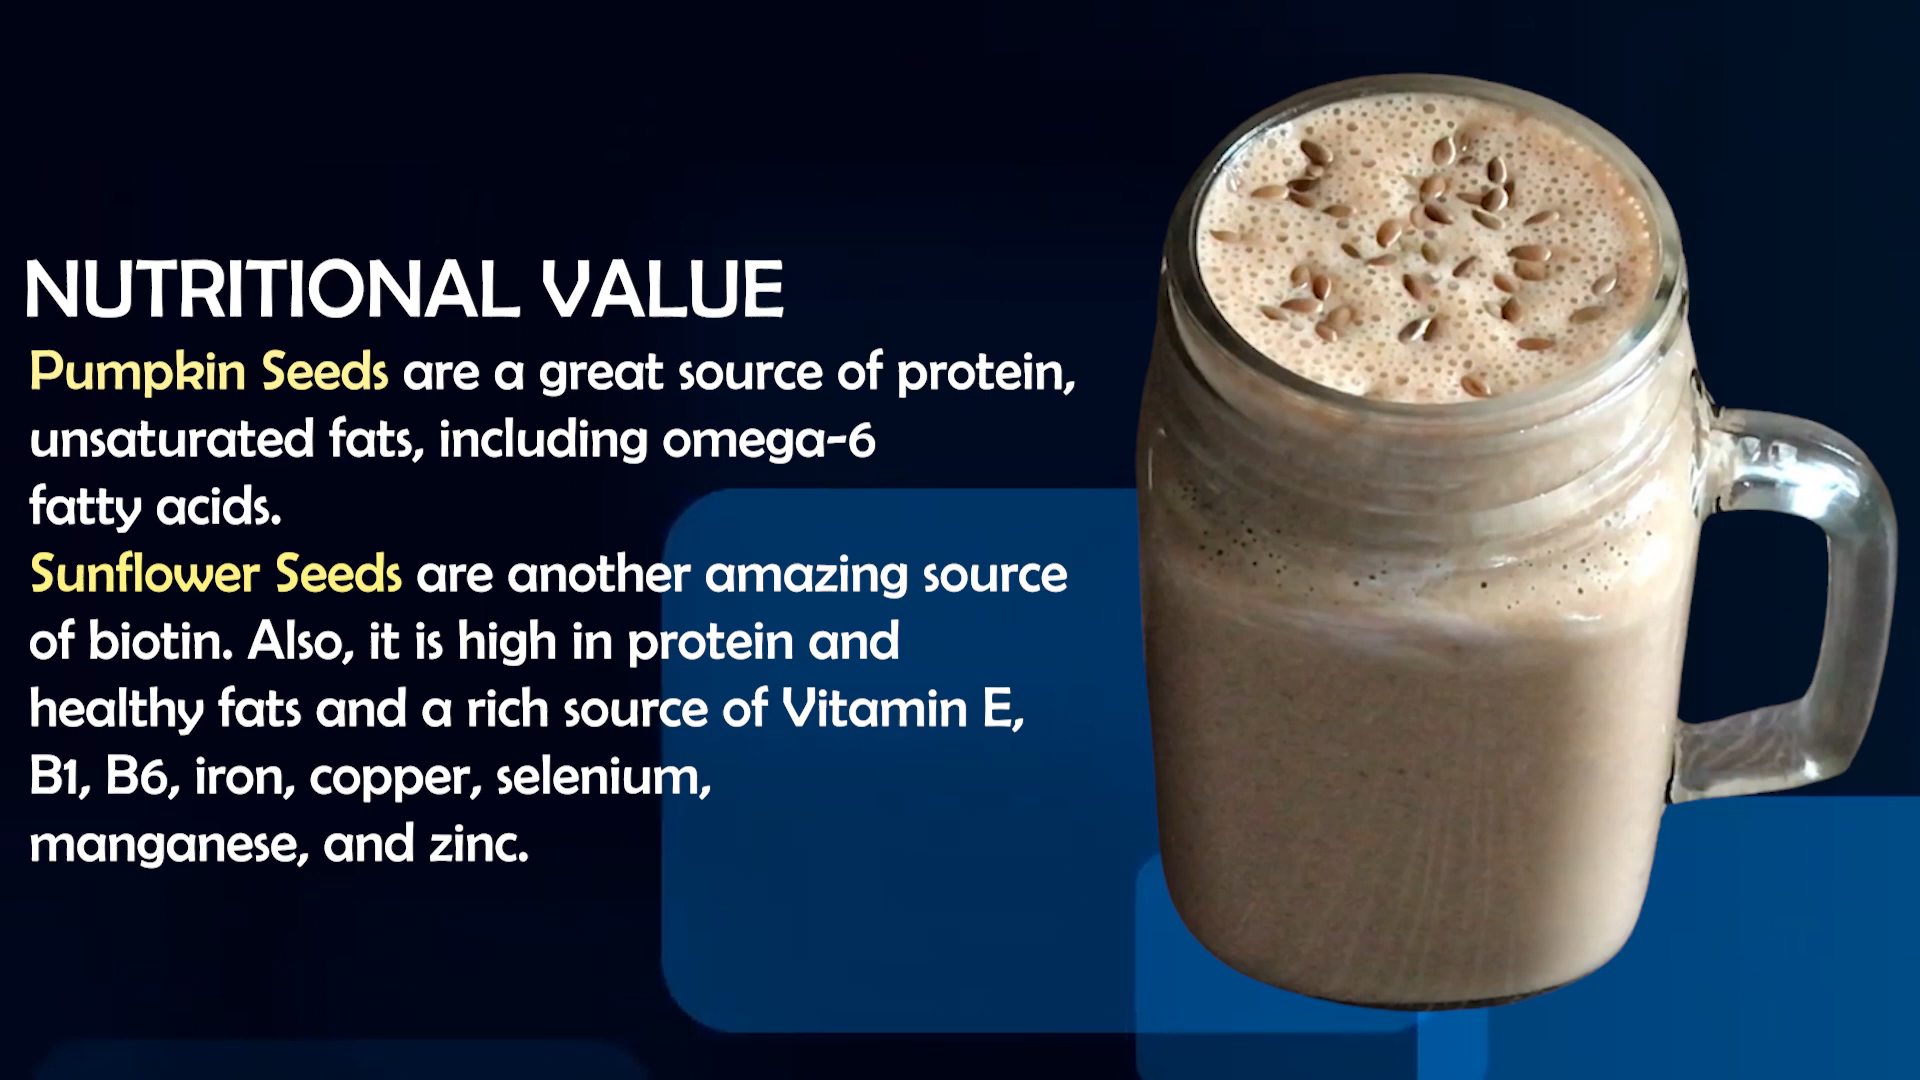 NUTRITIONAL VALUE
Pumpkin Seeds are a great source of protein,
unsaturated fats, including omega-6
fatty acids.
Sunflower Seeds are another amazing source
of biotin. Also, it is high in protein and
healthy fats and a rich source of Vitamin E,
B1, B6, iron, copper, selenium,
manganese, and zinc.